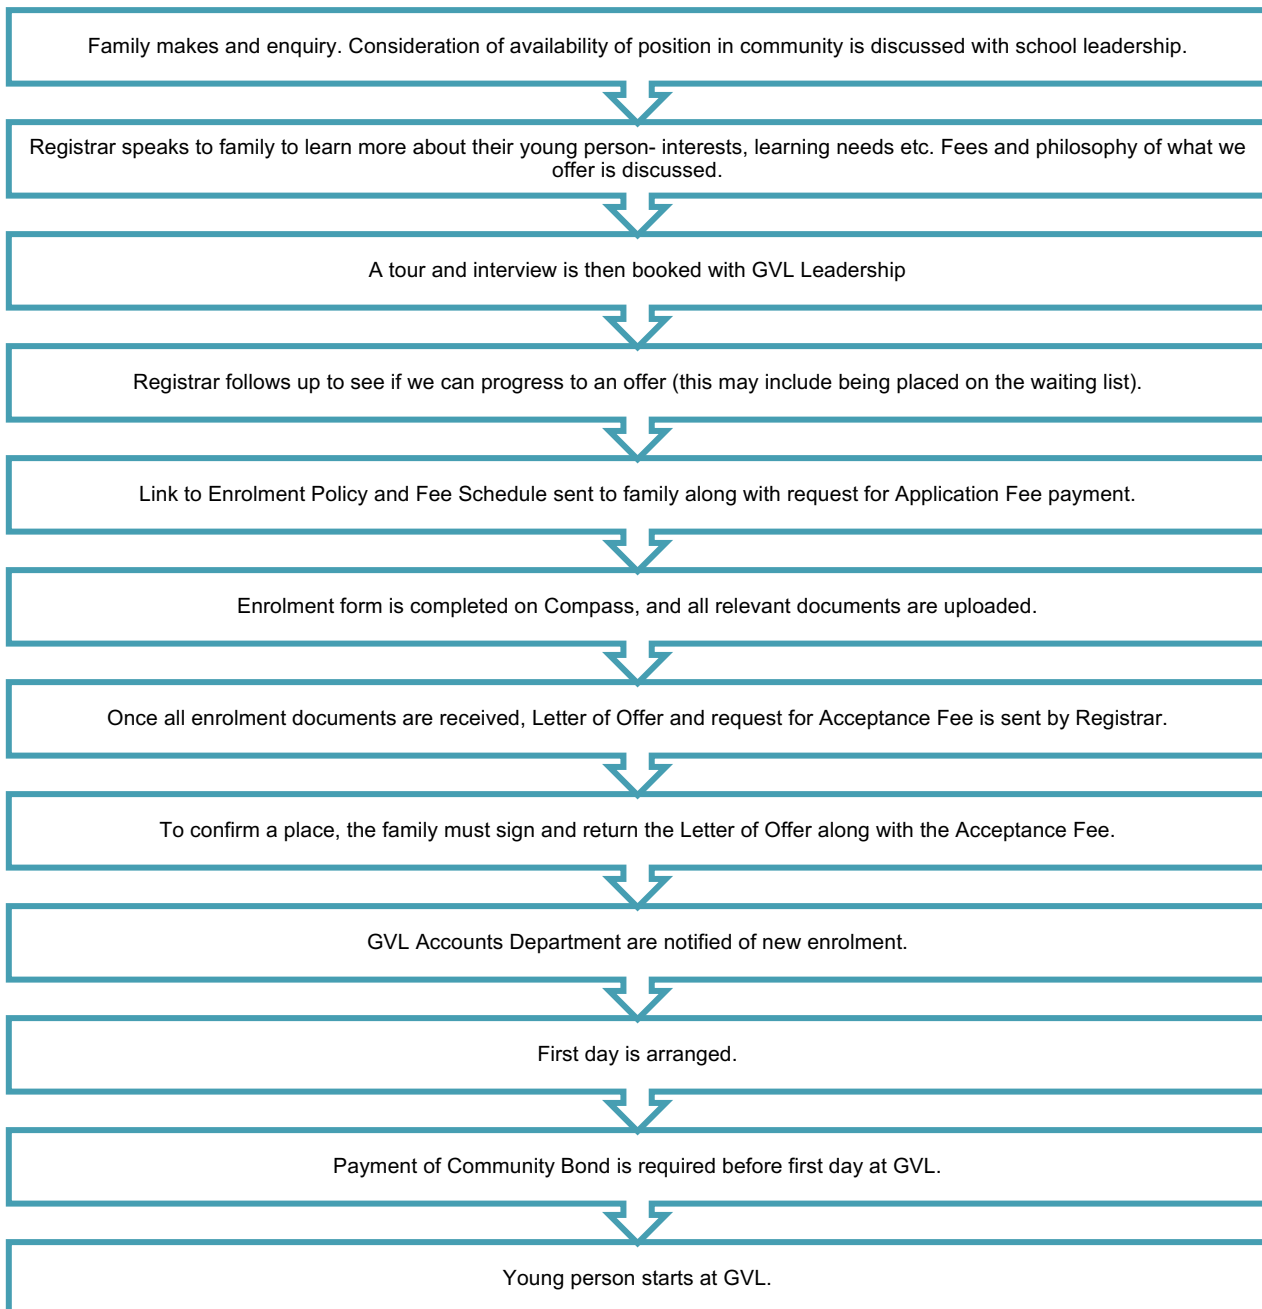 Family makes and enquiry. Consideration of availability of position in community is discussed with school leadership.
Registrar speaks to family to learn more about their young person- interests, learning needs etc. Fees and philosophy of what we
offer is discussed.
A tour and interview is then booked with GVL Leadership
Registrar follows up to see if we can progress to an offer (this may include being placed on the waiting list).
Link to Enrolment Policy and Fee Schedule sent to family along with request for Application Fee payment.
Enrolment form is completed on Compass, and all relevant documents are uploaded.
Once all enrolment documents are received, Letter of Offer and request for Acceptance Fee is sent by Registrar.
To confirm a place, the family must sign and return the Letter of Offer along with the Acceptance Fee.
GVL Accounts Department are notified of new enrolment.
First day is arranged.
Payment of Community Bond is required before first day at GVL.
Young person starts at GVL.